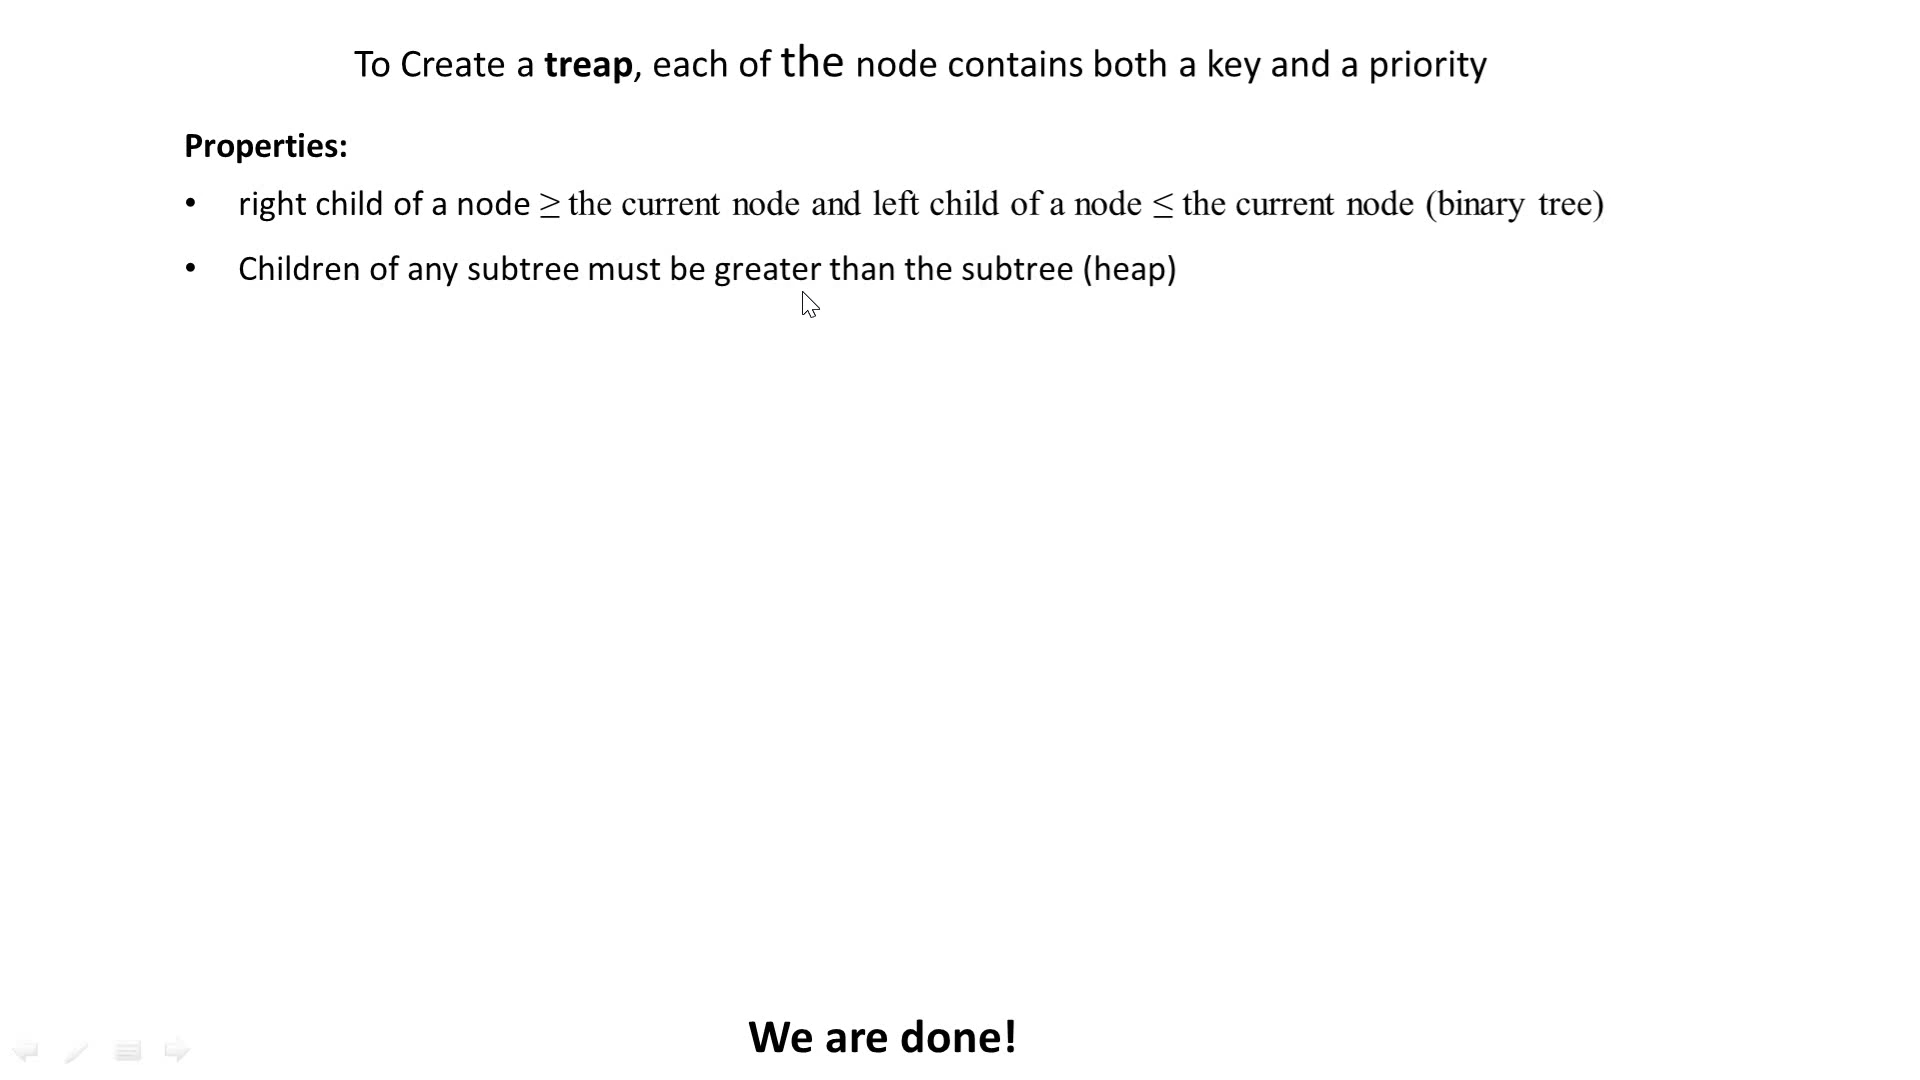 To Create a treap, each of the node contains both a key and a priority
Properties:
• right child of a node ≥ the current node and left child of a node ≤ the current node (binary tree)
• Children of any subtree must be greater than the subtree (heap)
We are done!